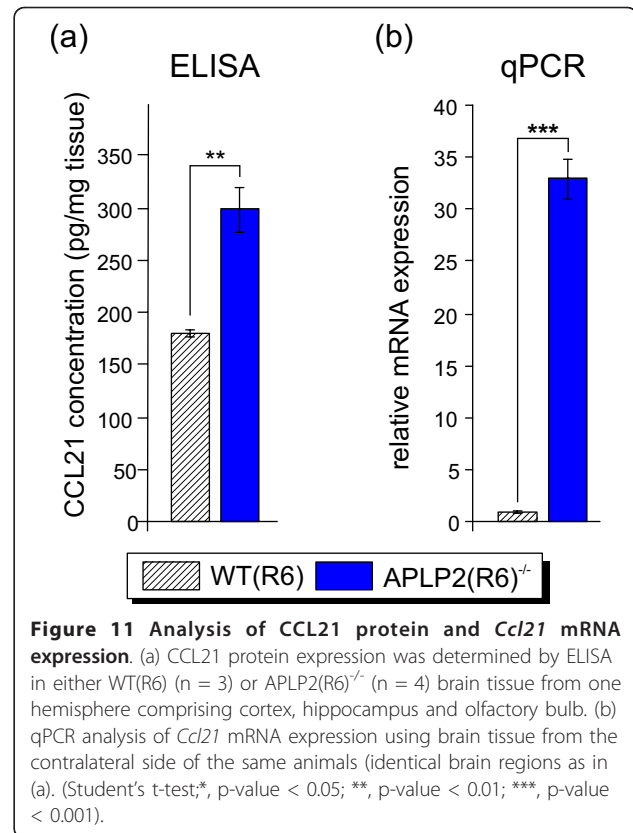 (a)
ELISA
CCL21 concentration (pg/mg tissue)
350
300
250
200
150
100
50
0
**
(b)
qPCR
relative mRNA expression
40
35
30
25
20
15
10
5
0
***
WT(R6) APLP2(R6)-/-
Figure 11 Analysis of CCL21 protein and Ccl21 mRNA
expression. (a) CCL21 protein expression was determined by ELISA
in either WT(R6) (n = 3) or APLP2(R6)-/- (n = 4) brain tissue from one
hemisphere comprising cortex, hippocampus and olfactory bulb. (b)
qPCR analysis of Ccl21 mRNA expression using brain tissue from the
contralateral side of the same animals (identical brain regions as in
(a). (Student's t-test;*, p-value < 0.05; **, p-value < 0.01; ***, p-value
< 0.001).